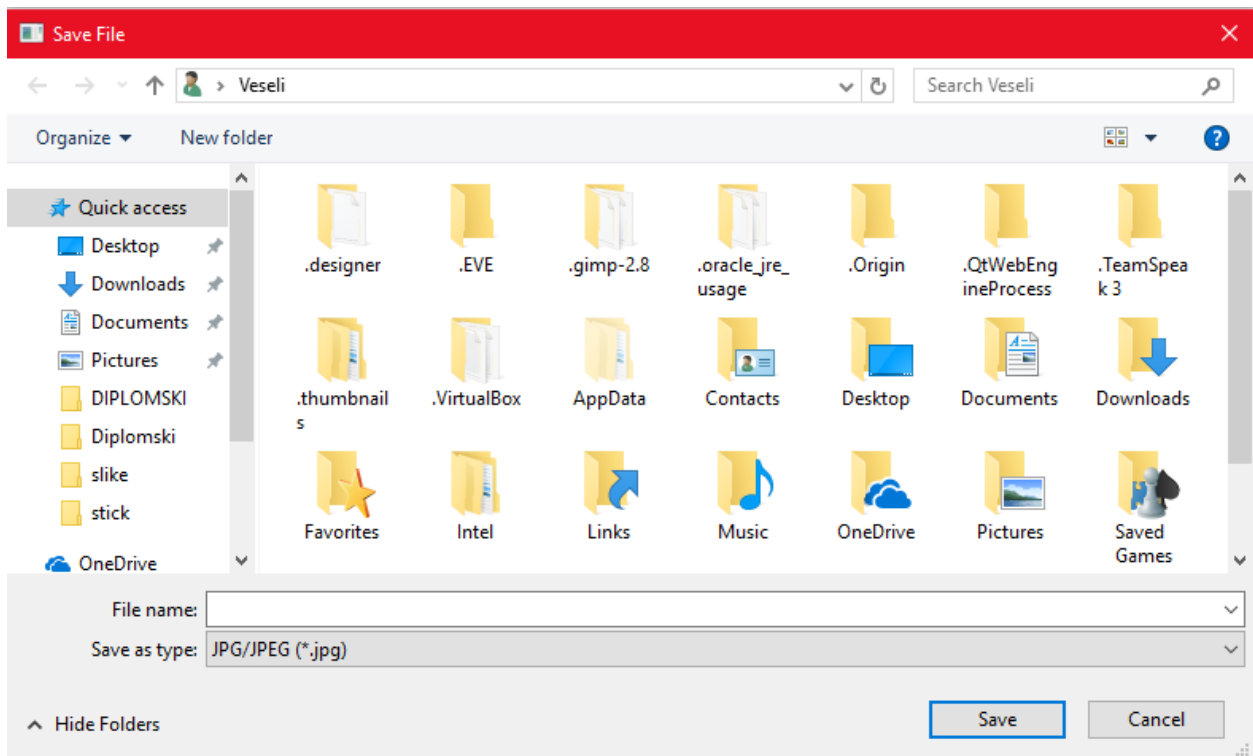 Save File
Veseli
Search Veseli
Organize
New folder
Quick access
Desktop
Downloads
Documents
Pictures
DIPLOMSKI
Diplomski
slike
stick
OneDrive
.designer
.EVE
.gimp-2.8
.oracle_jre_
usage
.Origin
.QtWebEng
ineProcess
.TeamSpea
k 3
.thumbnail
s
.VirtualBox
AppData
Contacts
Desktop
Documents
Downloads
Favorites
Intel
Links
Music
OneDrive
Pictures
Saved
Games
File name:
Save as type: JPG/JPEG (*.jpg)
Hide Folders
Save
Cancel